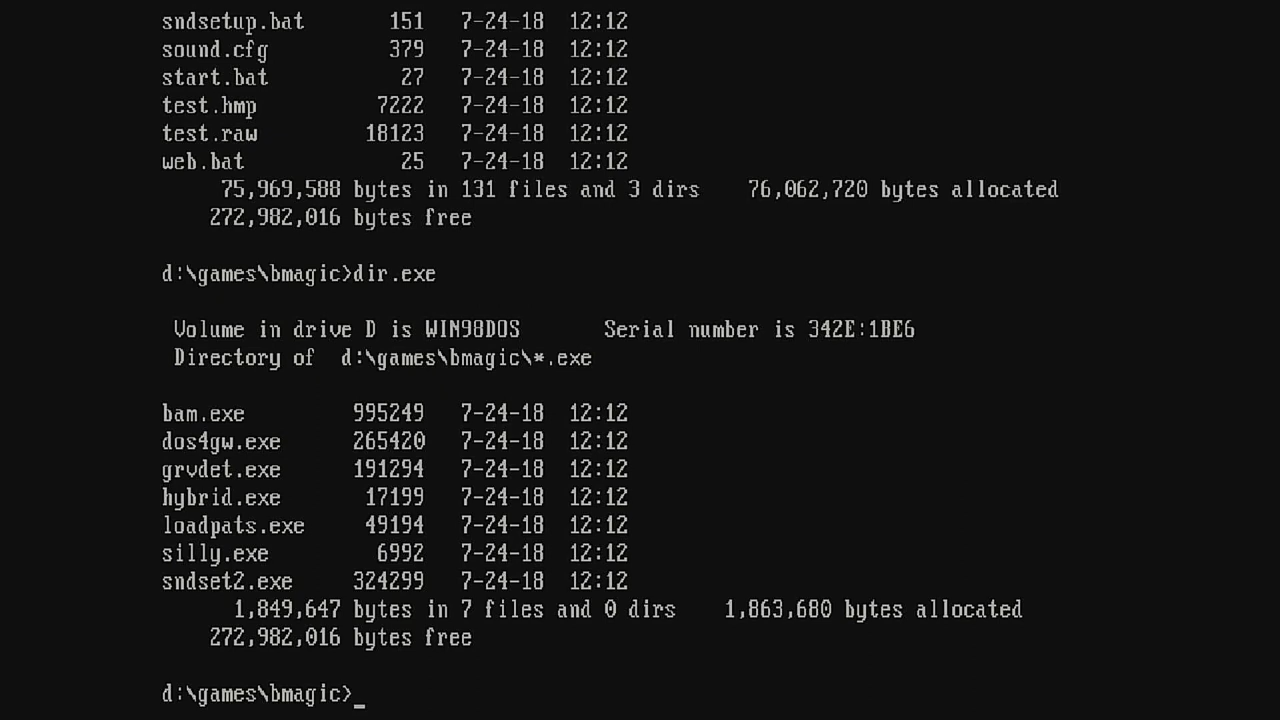 sndsetup.bat       151   7-24-18  12:12
sound.cfg          379   7-24-18  12:12
start.bat           27   7-24-18  12:12
test.hmp          7222   7-24-18  12:12
test.raw         18123   7-24-18  12:12
web.bat             25   7-24-18  12:12
     75,969,588 bytes in 131 files and 3 dirs    76,062,720 bytes allocated
    272,982,016 bytes free

d:\games\bmagic>dir.exe

 Volume in drive D is WIN98DOS       Serial number is 342E:1BE6
 Directory of  d:\games\bmagic\*.exe

bam.exe         995249   7-24-18  12:12
dos4gw.exe      265420   7-24-18  12:12
grvdet.exe      191294   7-24-18  12:12
hybrid.exe       17199   7-24-18  12:12
loadpats.exe     49194   7-24-18  12:12
silly.exe         6992   7-24-18  12:12
sndset2.exe     324299   7-24-18  12:12
      1,849,647 bytes in 7 files and 0 dirs    1,863,680 bytes allocated
    272,982,016 bytes free

d:\games\bmagic>_